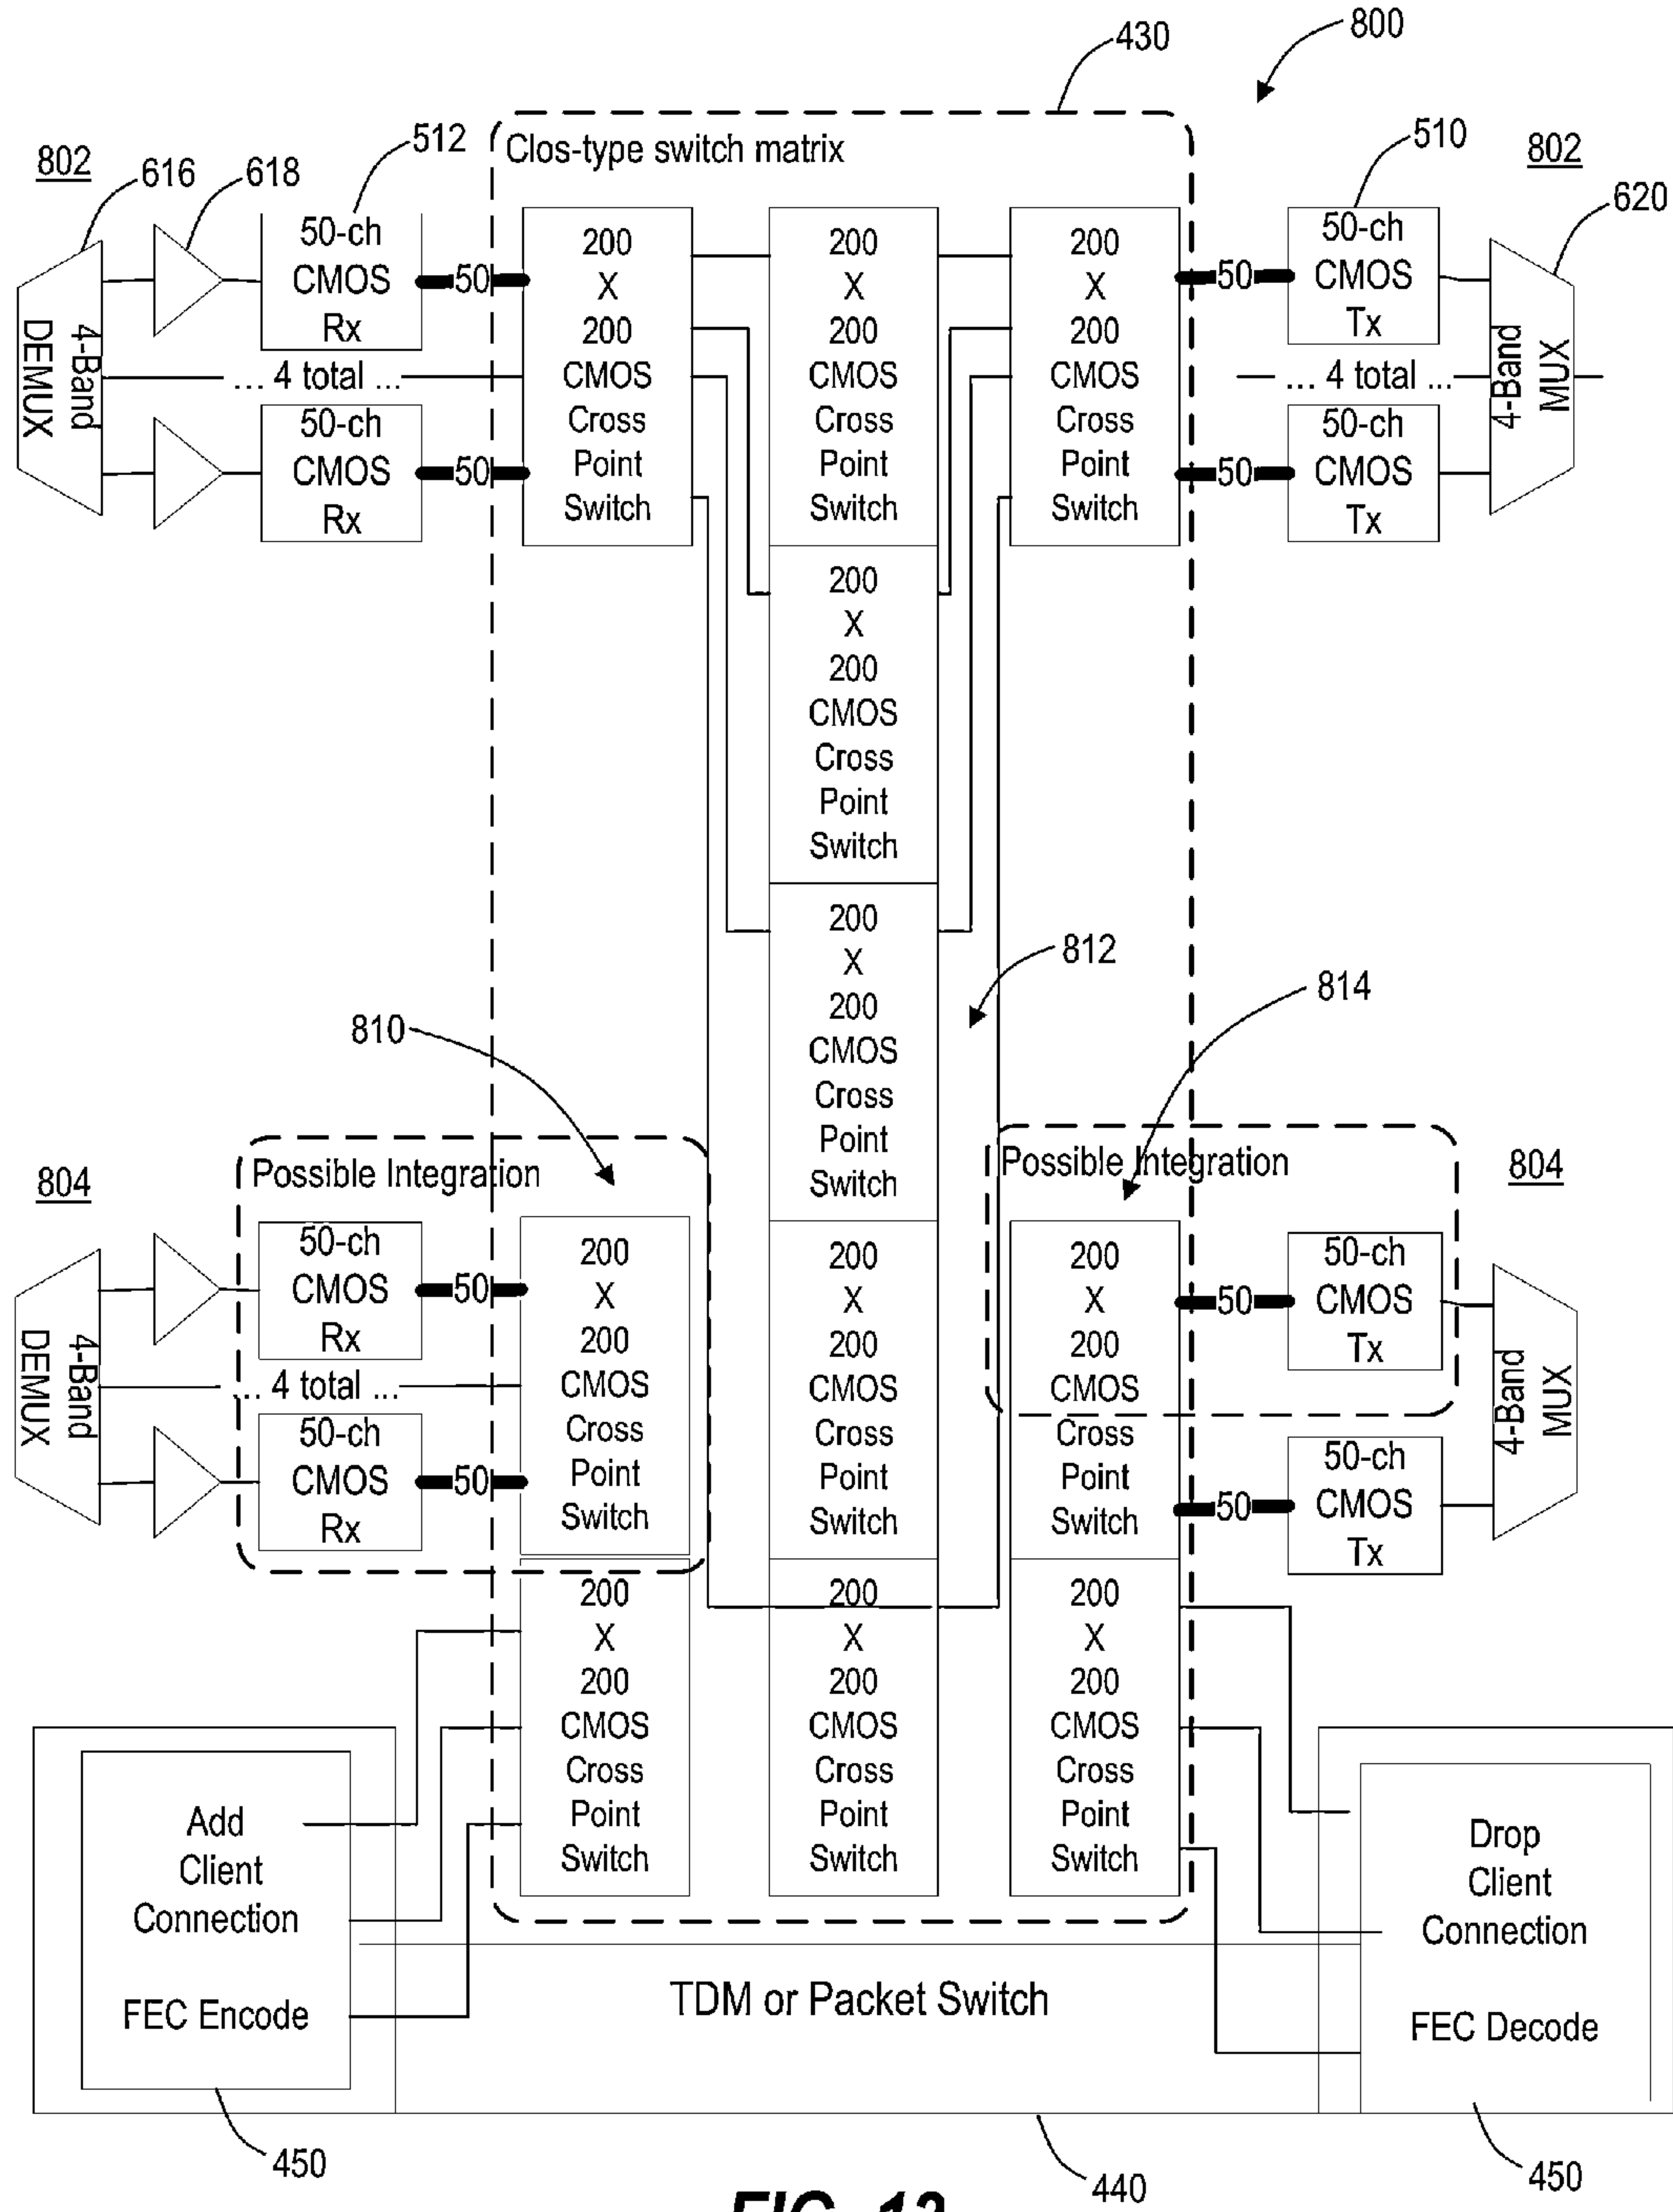 800
430
512
510
802
616
618
Clos-type switch matrix
802
620
4-Band
DEMUX
50-ch
CMOS
Rx
50
... 4 total ...
50-ch
CMOS
Rx
50
200
X
200
CMOS
Cross
Point
Switch
200
X
200
CMOS
Cross
Point
Switch
200
X
200
CMOS
Cross
Point
Switch
50
50-ch
CMOS
Tx
... 4 total ...
50
50-ch
CMOS
Tx
4-Band
MUX
200
X
200
CMOS
Cross
Point
Switch
200
X
200
CMOS
Cross
Point
Switch
812
814
810
804
Possible Integration
Possible Integration
804
4-Band
DEMUX
50-ch
CMOS
Rx
50
... 4 total ...
50-ch
CMOS
Rx
50
200
X
200
CMOS
Cross
Point
Switch
200
X
200
CMOS
Cross
Point
Switch
200
X
200
CMOS
Cross
Point
Switch
50
50-ch
CMOS
Tx
50
50-ch
CMOS
Tx
4-Band
MUX
200
X
200
CMOS
Cross
Point
Switch
200
X
200
CMOS
Cross
Point
Switch
200
X
200
CMOS
Cross
Point
Switch
Add
Client
Connection
FEC Encode
TDM or Packet Switch
Drop
Client
Connection
FEC Decode
450
440
450